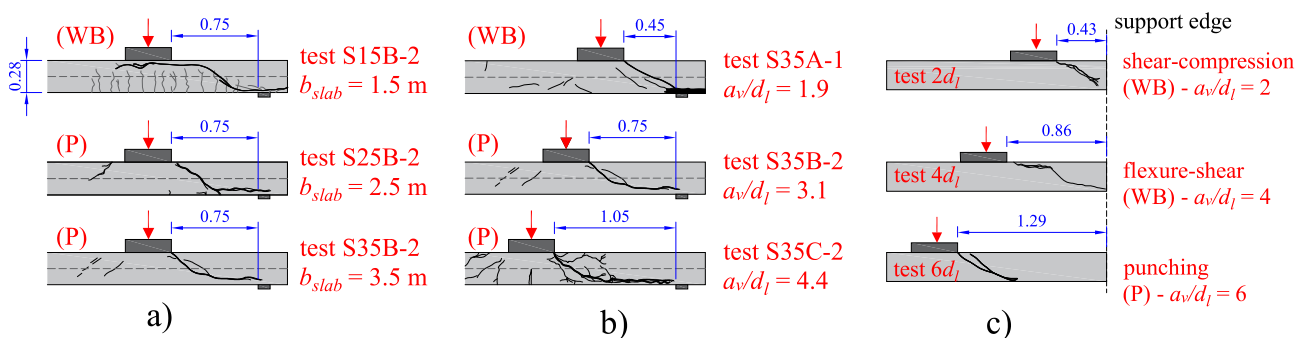 (WB)
0.75
0.28
test S15B-2
b_slab = 1.5 m
(P)
0.75
test S25B-2
b_slab = 2.5 m
(P)
0.75
test S35B-2
b_slab = 3.5 m
a)
(WB)
0.45
test S35A-1
a_v/d_l = 1.9
(P)
0.75
test S35B-2
a_v/d_l = 3.1
(P)
1.05
test S35C-2
a_v/d_l = 4.4
b)
support edge
0.43
test 2d_l
shear-compression
(WB) - a_v/d_l = 2
0.86
test 4d_l
flexure-shear
(WB) - a_v/d_l = 4
1.29
test 6d_l
punching
(P) - a_v/d_l = 6
c)